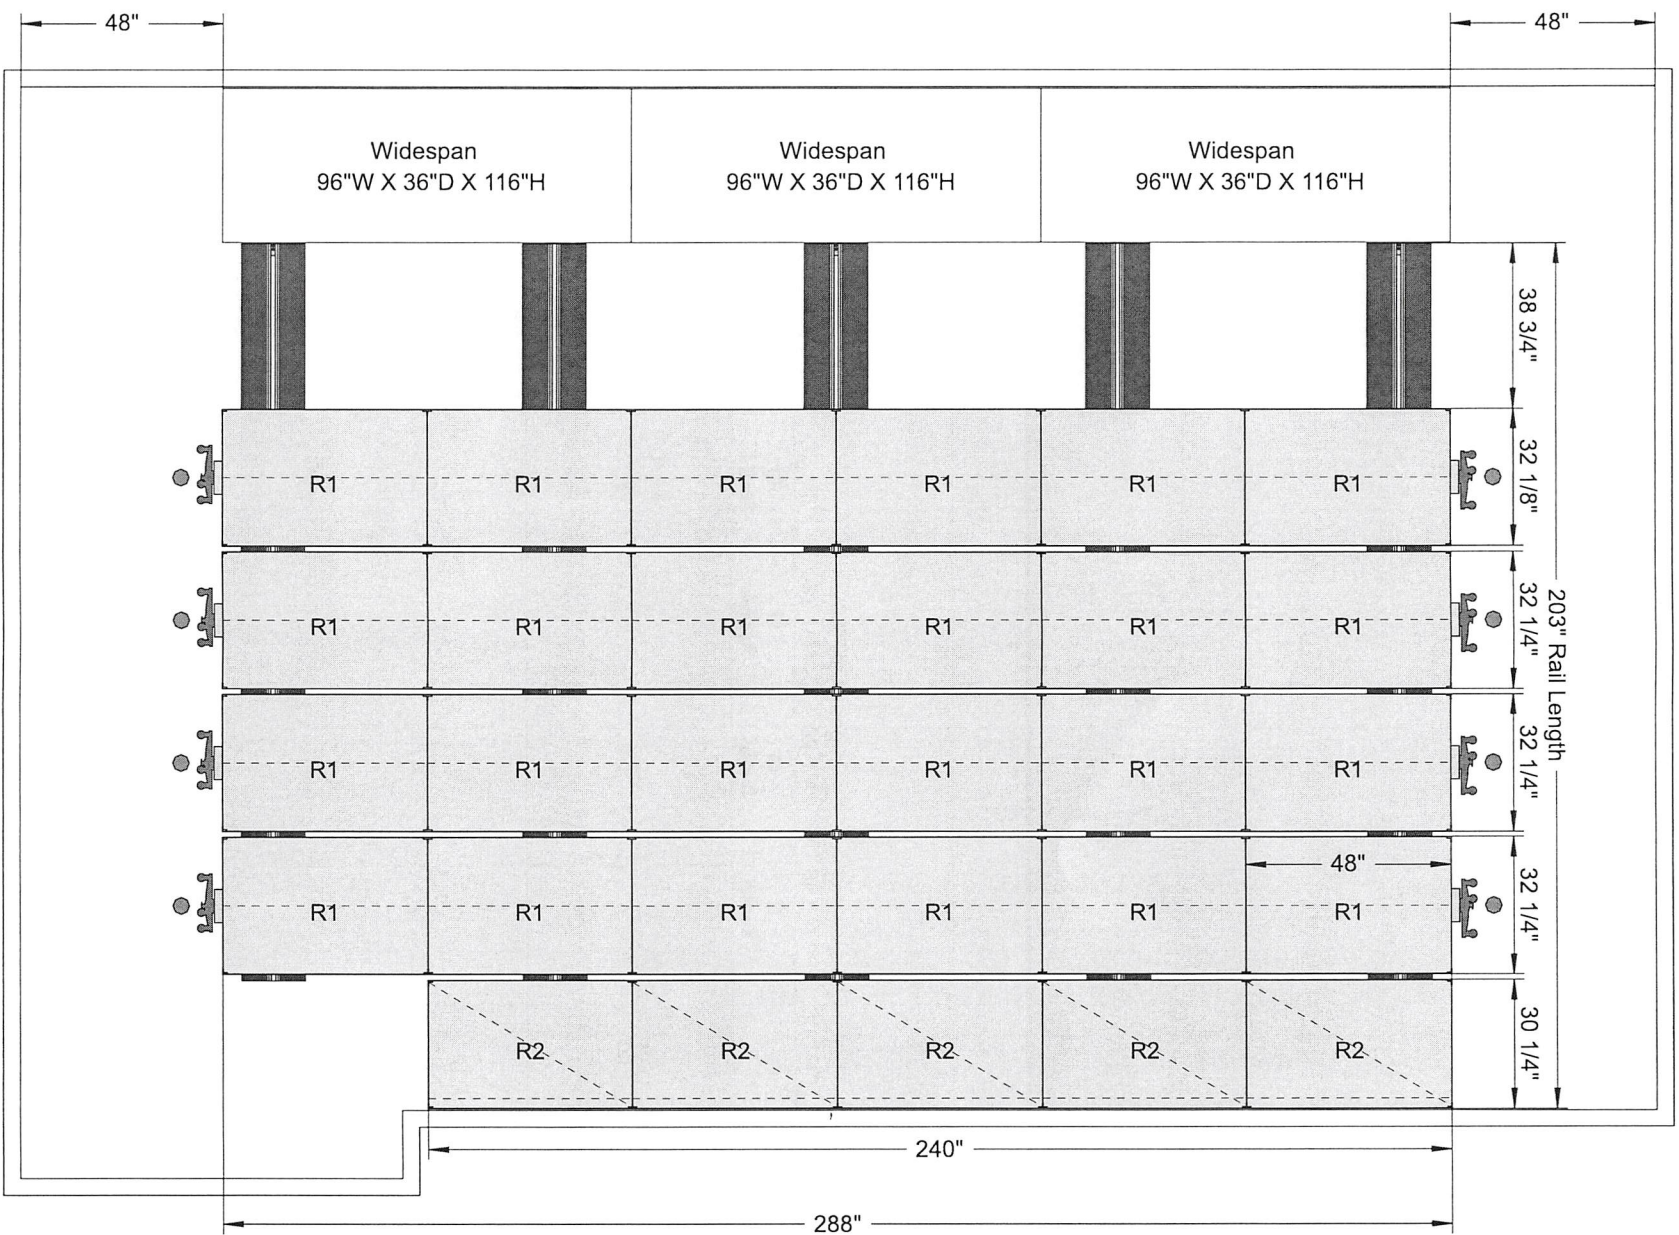 48"
48"
Widespan
96"W X 36"D X 116"H
Widespan
96"W X 36"D X 116"H
Widespan
96"W X 36"D X 116"H
38 3/4"
R1
R1
R1
R1
R1
R1
32 1/8"
R1
R1
R1
R1
R1
R1
32 1/4"
203" Rail Length
R1
R1
R1
R1
R1
R1
32 1/4"
48"
R1
R1
R1
R1
R1
R1
32 1/4"
R2
R2
R2
R2
R2
30 1/4"
240"
288"